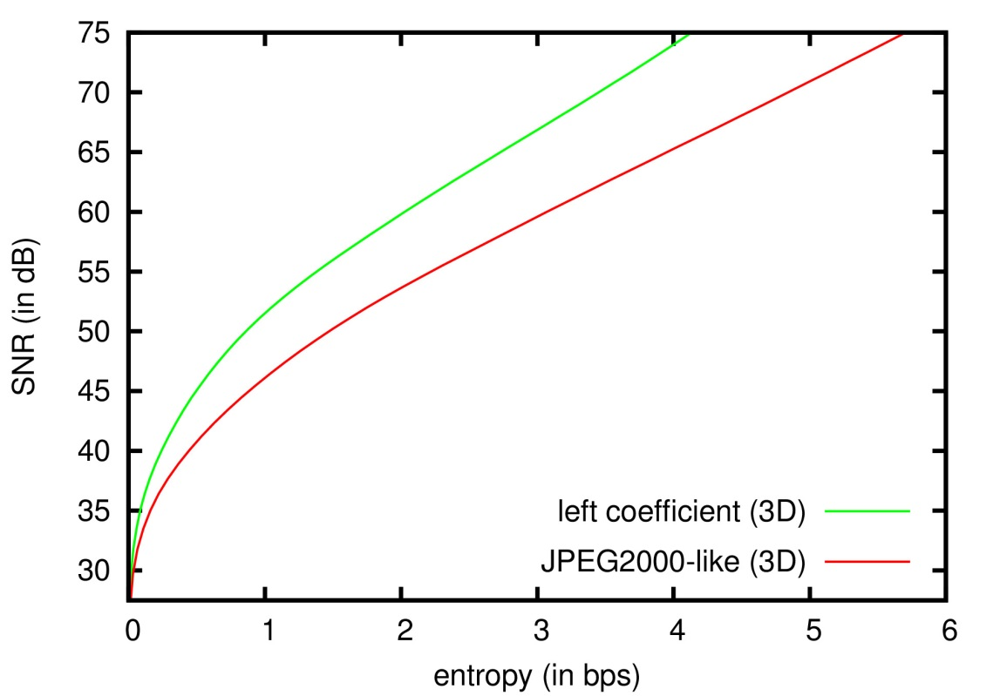 75
70
65
60
55
50
45
40
35
30
SNR (in dB)
left coefficient (3D)
JPEG2000-like (3D)
0 1 2 3 4 5 6
entropy (in bps)